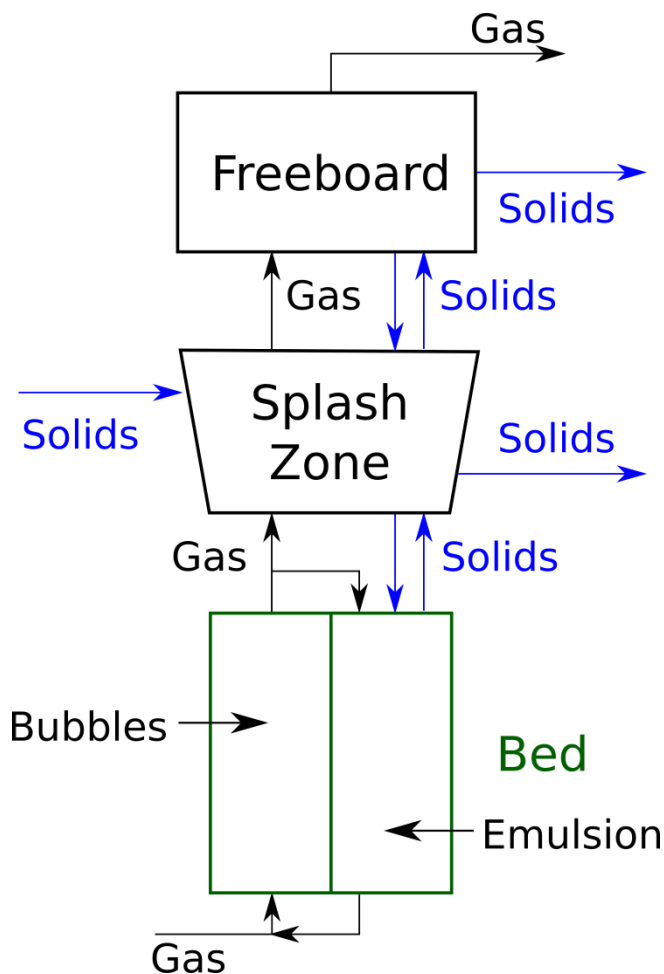 Gas
Freeboard
Solids
Gas
Solids
Splash
Zone
Solids
Solids
Gas
Solids
Bubbles
Bed
Emulsion
Gas